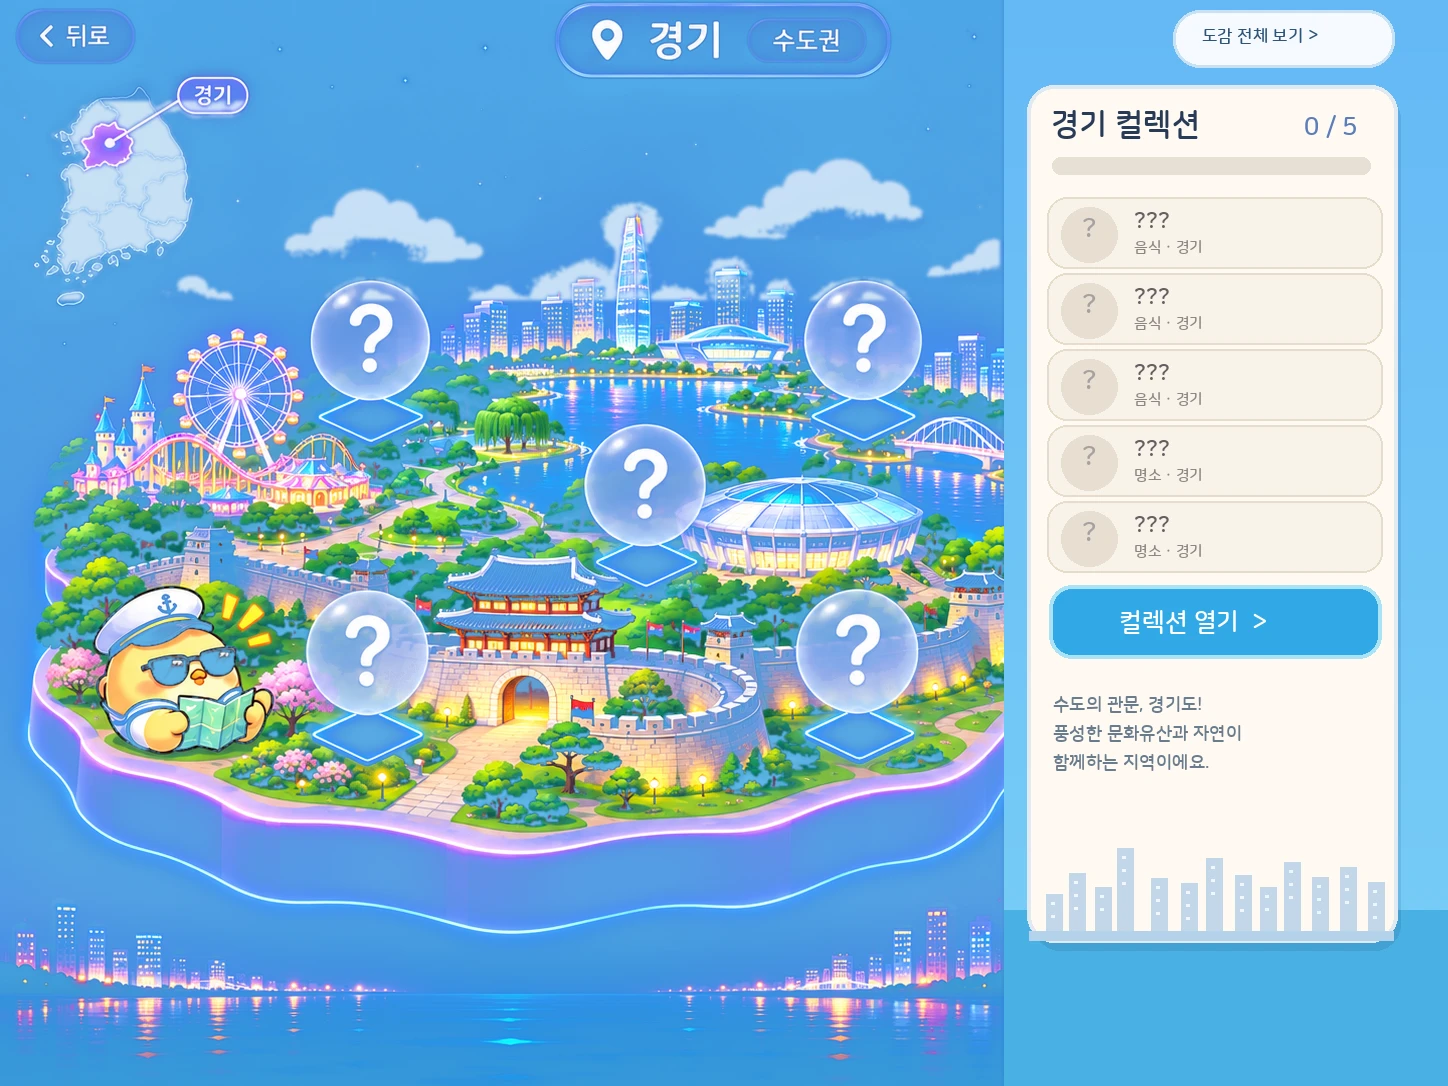 뒤로
경기 수도권
도감 전체 보기 >
경기
경기 컬렉션 0 / 5
?
???
음식 · 경기
?
???
음식 · 경기
?
???
음식 · 경기
?
???
명소 · 경기
?
???
명소 · 경기
?
?
?
?
?
컬렉션 열기 >
수도의 관문, 경기도!
풍성한 문화유산과 자연이
함께하는 지역이에요.